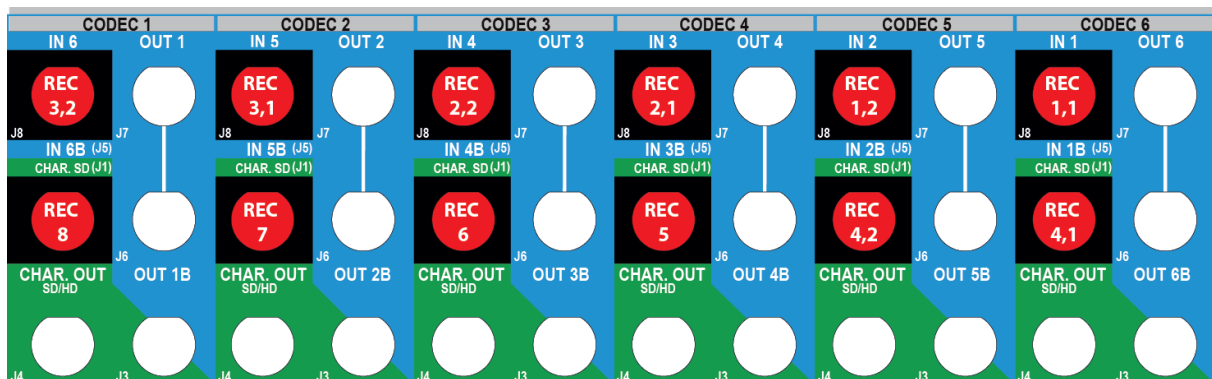 CODEC 1 CODEC 2 CODEC 3 CODEC 4 CODEC 5 CODEC 6
IN 6 OUT 1 IN 5 OUT 2 IN 4 OUT 3 IN 3 OUT 4 IN 2 OUT 5 IN 1 OUT 6
REC REC REC REC REC REC
3,2 3,1 2,2 2,1 1,2 1,1
J8 J7 J8 J7 J8 J7 J8 J7 J8 J7 J8 J7
IN 6B (J5) IN 5B (J5) IN 4B (J5) IN 3B (J5) IN 2B (J5) IN 1B (J5)
CHAR. SD (J1) CHAR. SD (J1) CHAR. SD (J1) CHAR. SD (J1) CHAR. SD (J1) CHAR. SD (J1)
REC REC REC REC REC REC
8 7 6 5 4,2 4,1
J6 J6 J6 J6 J6 J6
CHAR. OUT OUT 1B CHAR. OUT OUT 2B CHAR. OUT OUT 3B CHAR. OUT OUT 4B CHAR. OUT OUT 5B CHAR. OUT OUT 6B
SD/HD SD/HD SD/HD SD/HD SD/HD SD/HD
J4 J3 J4 J3 J4 J3 J4 J3 J4 J3 J4 J3